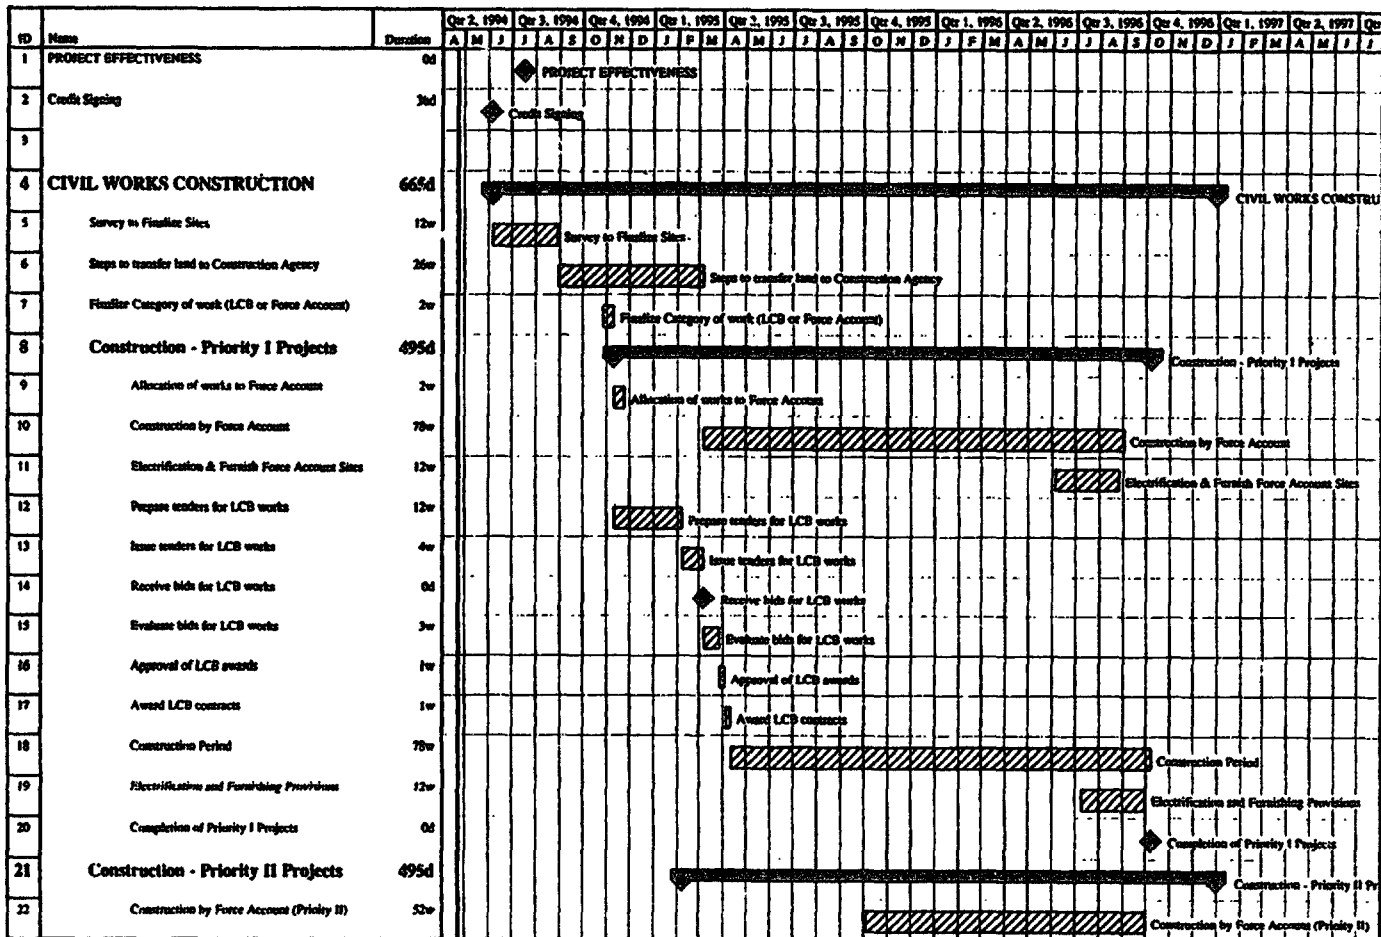 Qtr 2, 1994 Qtr 3, 1994 Qtr 4, 1994 Qtr 1, 1995 Qtr 2, 1995 Qtr 3, 1995 Qtr 4, 1995 Qtr 1, 1996 Qtr 2, 1996 Qtr 3, 1996 Qtr 4, 1996 Qtr 1, 1997 Qtr 2, 1997 Qtr
ID Name Duration A M J J A S O N D J F M A M J J A S O N D J F M A M J J A S O N D J F M A M J J
1 PROJECT EFFECTIVENESS 0d PROJECT EFFECTIVENESS
2 Credit Signing Credit Signing
3
4 CIVIL WORKS CONSTRUCTION 665d CIVIL WORKS CONSTRU
5 Survey to Finalize Sites 12w Survey to Finalize Sites
6 Steps to transfer land to Construction Agency 26w Steps to transfer land to Construction Agency
7 Finalize Category of work (LCB or Force Account) 2w Finalize Category of work (LCB or Force Account)
8 Construction - Priority I Projects 495d Construction - Priority I Projects
9 Allocation of works to Force Account 2w Allocation of works to Force Account
10 Construction by Force Account 78w Construction by Force Account
11 Electrification & Furnish Force Account Sites 12w Electrification & Furnish Force Account Sites
12 Prepare tenders for LCB works 12w Prepare tenders for LCB works
13 Issue tenders for LCB works 4w Issue tenders for LCB works
14 Receive bids for LCB works 0d Receive bids for LCB works
15 Evaluate bids for LCB works 3w Evaluate bids for LCB works
16 Approval of LCB awards 1w Approval of LCB awards
17 Award LCB contracts 1w Award LCB contracts
18 Construction Period 78w Construction Period
19 Electrification and Furnishing Provisions 12w Electrification and Furnishing Provisions
20 Completion of Priority I Projects 0d Completion of Priority I Projects
21 Construction - Priority II Projects 495d Construction - Priority II Pr
22 Construction by Force Account (Priority II) 52w Construction by Force Account (Priority II)